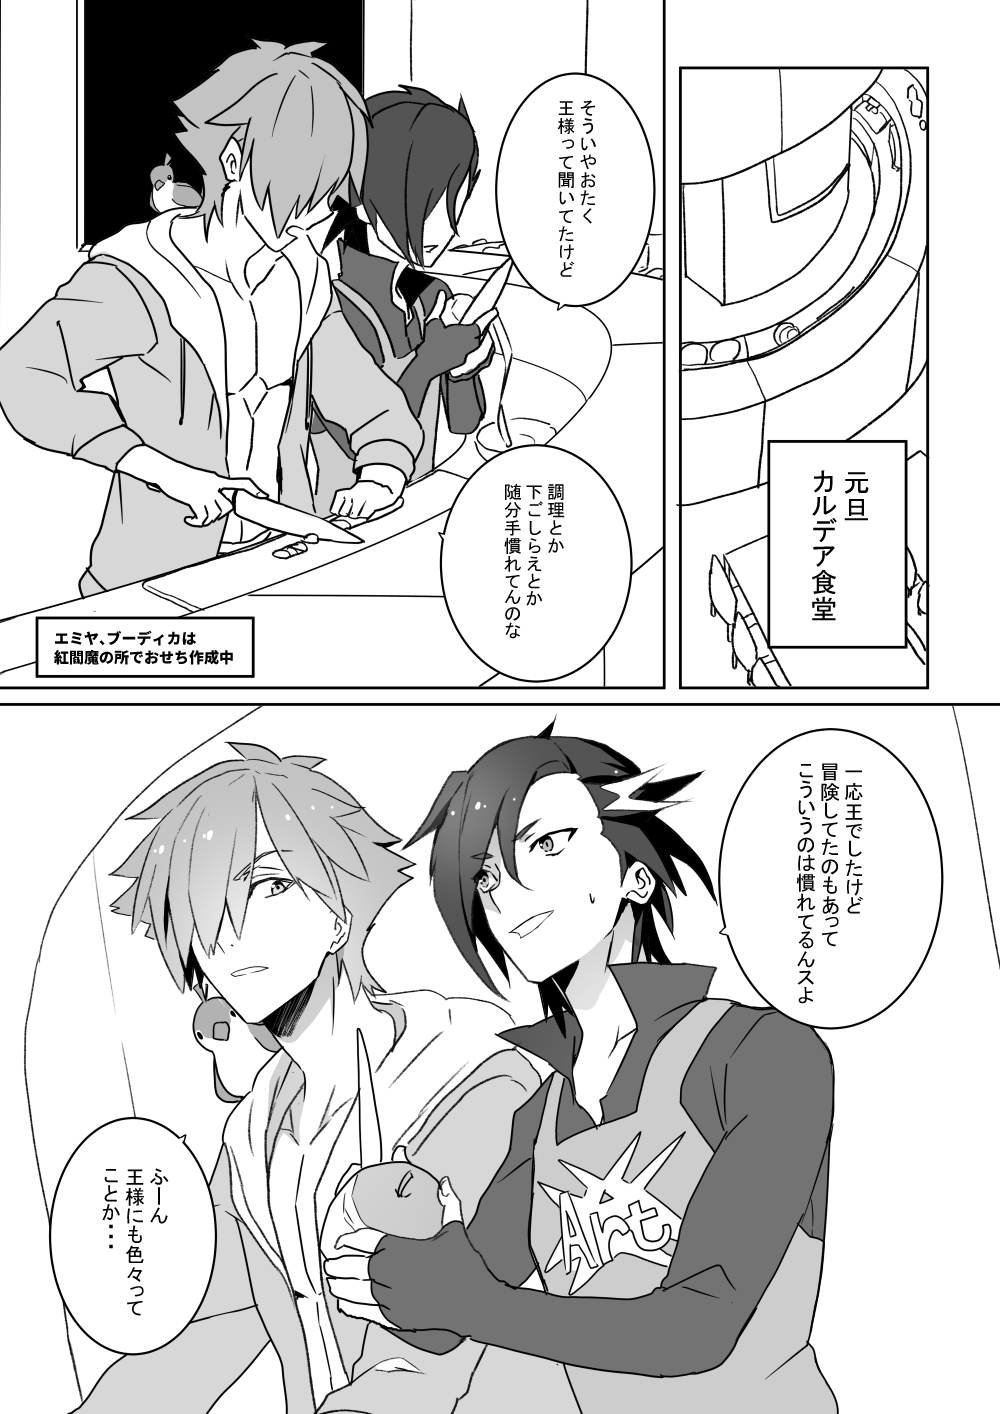 元旦
カルデア食堂
そういやおたく
王様って聞いてたけど
調理とか
下ごしらえとか
随分手慣れてんのな
エミヤ、ブーディカは
紅閻魔の所でおせち作成中
一応王でしたけど
冒険してたのもあって
こういうのは慣れてるんスよ
Art
ふーん
王様にも色々って
ことか・・・